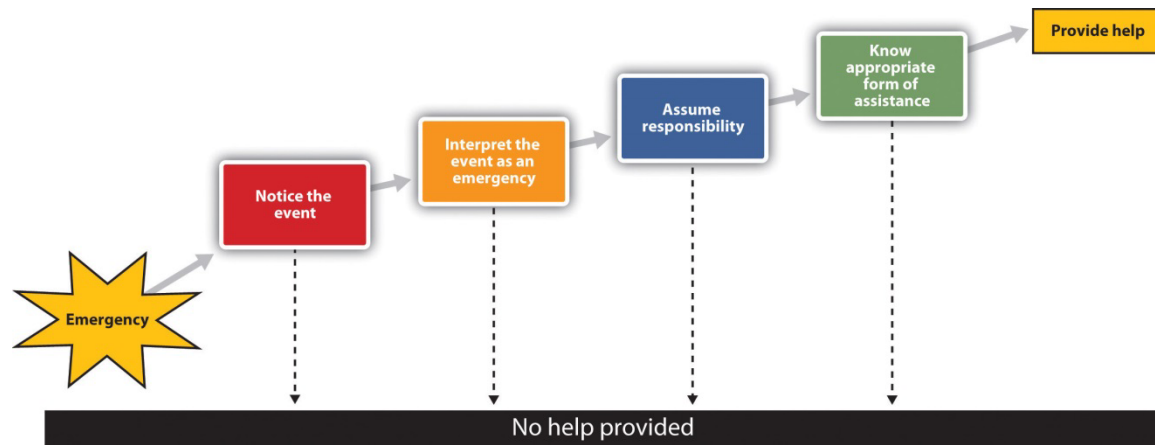 Emergency
Notice the
event
Interpret the
event as an
emergency
Assume
responsibility
Know
appropriate
form of
assistance
Provide help
No help provided